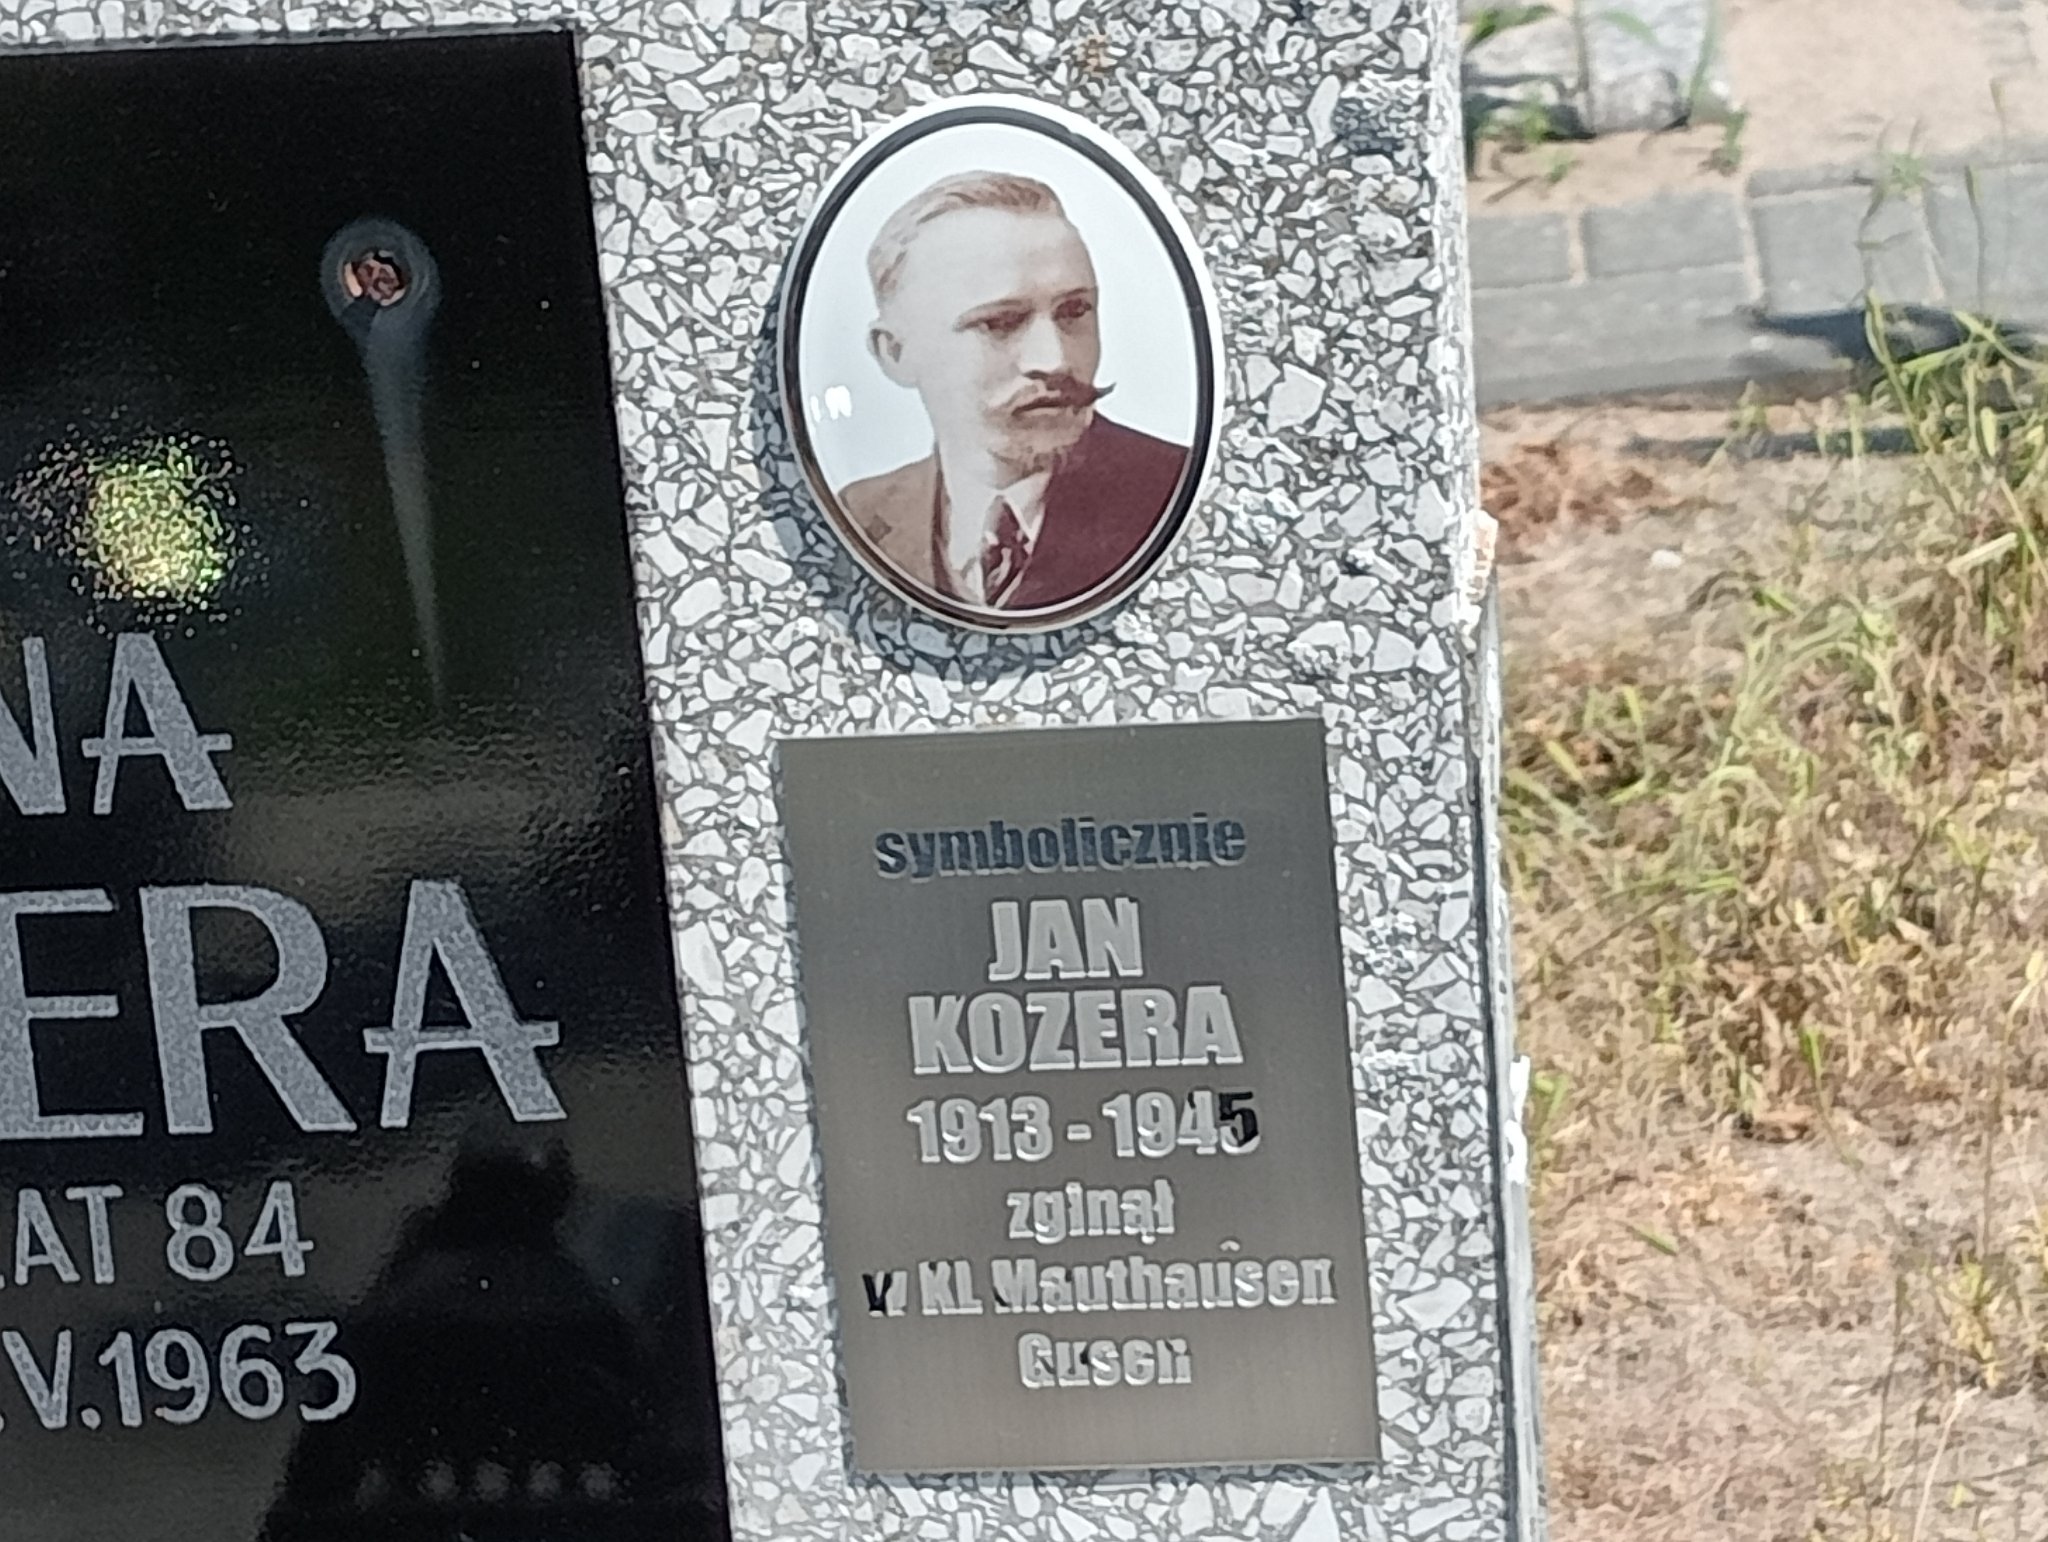 NA
ERA
LAT 84
.V.1963
symbolicznie
JAN
KOZERA
1913 - 1945
zginął
w KL Mauthausen
Gusen